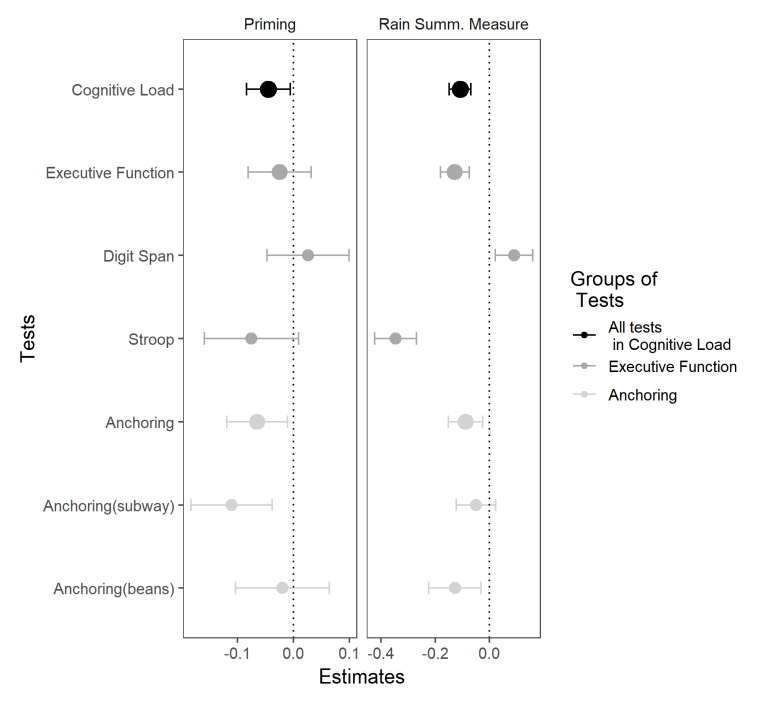 Priming
Rain Summ. Measure
Cognitive Load
Executive Function
Digit Span
Stroop
Anchoring
Anchoring(subway)
Anchoring(beans)
Tests
-0.1 0.0 0.1
-0.4 -0.2 0.0
Estimates
Groups of
Tests
All tests
in Cognitive Load
Executive Function
Anchoring